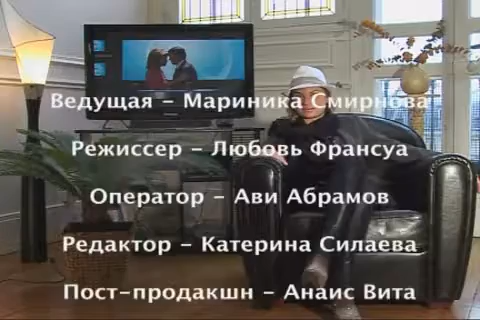 Ведущая – Мариника Смирнова
Режиссер – Любовь Франсуа
Оператор – Ави Абрамов
Редактор – Катерина Силаева
Пост-продакшн – Анаис Вита